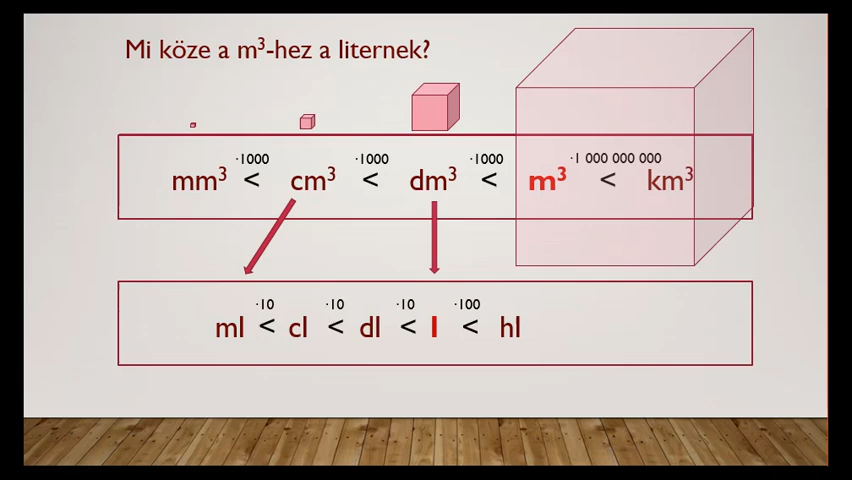 Mi köze a m³-hez a liternek?
·1000 ·1000 ·1000 ·1 000 000 000
mm³ < cm³ < dm³ < m³ < km³
·10 ·10 ·10 ·100
ml < cl < dl < l < hl